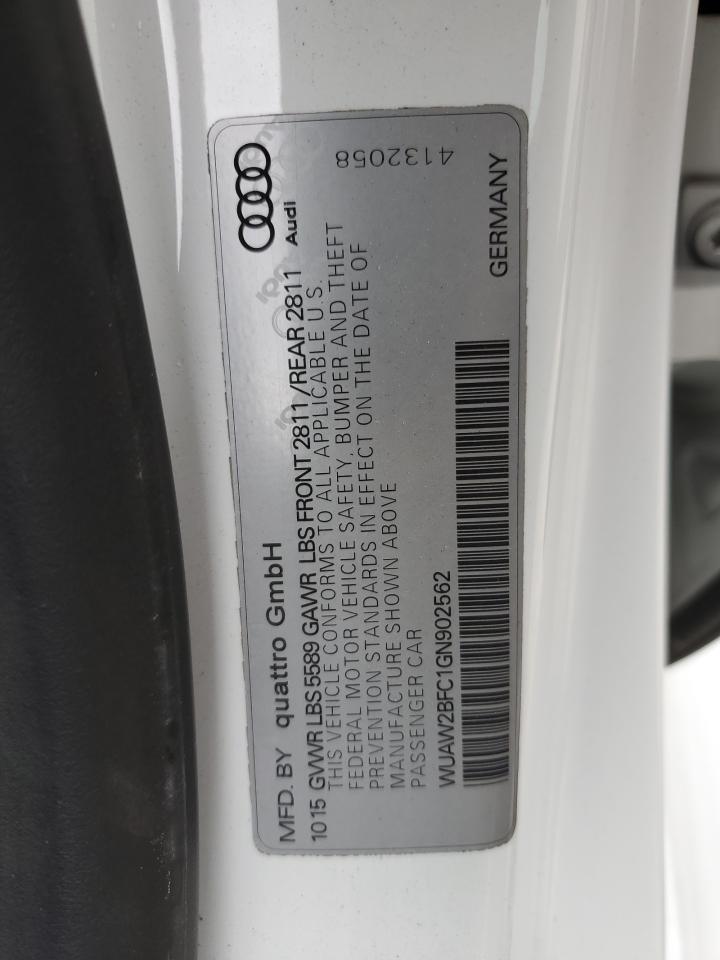 MFD. BY quattro GmbH
Audi
1015 GVWR LBS 5589 GAWR LBS FRONT 2811 /REAR 2811
THIS VEHICLE CONFORMS TO ALL APPLICABLE U.S.
FEDERAL MOTOR VEHICLE SAFETY, BUMPER AND THEFT
PREVENTION STANDARDS IN EFFECT ON THE DATE OF
MANUFACTURE SHOWN ABOVE
PASSENGER CAR
4132058
WUAW2BFC1GN902562
GERMANY